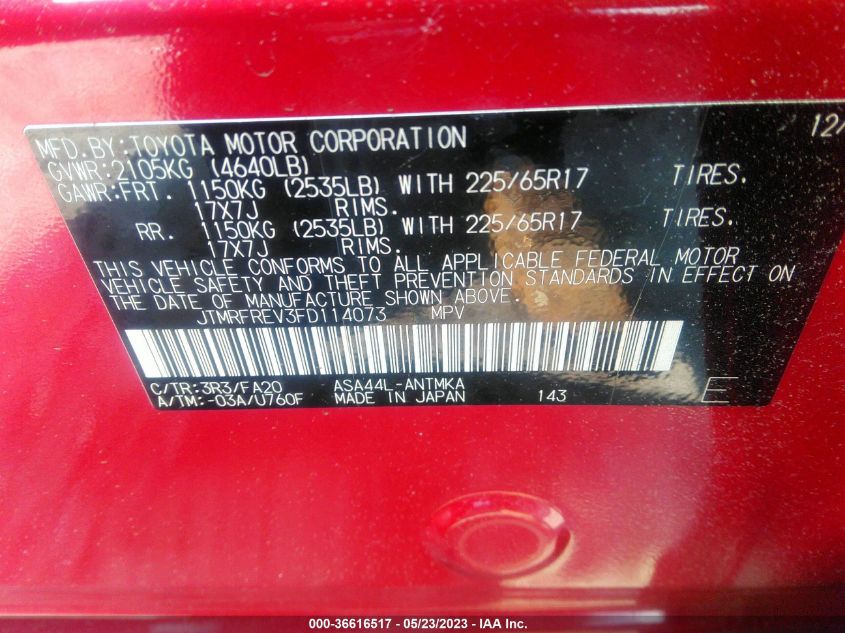 MFD.BY:TOYOTA MOTOR CORPORATION 12/
GVWR:2105KG (4640LB)
GAWR:FRT. 1150KG (2535LB) WITH 225/65R17 TIRES.
17X7J RIMS.
RR. 1150KG (2535LB) WITH 225/65R17 TIRES.
17X7J RIMS.
THIS VEHICLE CONFORMS TO ALL APPLICABLE FEDERAL MOTOR
VEHICLE SAFETY AND THEFT PREVENTION STANDARDS IN EFFECT ON
THE DATE OF MANUFACTURE SHOWN ABOVE.
JTMRFREV3FD114073 MPV
C/TR:3R3/FA20 ASA44L-ANTMKA
A/TM:-03A/U760F MADE IN JAPAN 143 E
000-36616517 - 05/23/2023 - IAA Inc.